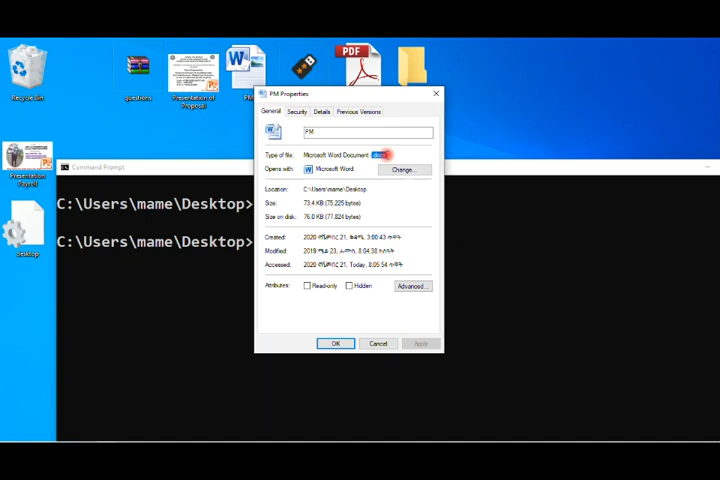 PDF
Recycle Bin
questions
Presentation of
Proposal
PM Properties
General
Security
Details
Previous Versions
PM
Type of file:
Microsoft Word Document
Opens with:
Microsoft Word
Change...
Location:
C:\Users\mame\Desktop
Size:
73.4 KB (75,225 bytes)
Size on disk:
76.0 KB (77,824 bytes)
Created:
Modified:
Accessed:
Attributes:
Read-only
Hidden
Advanced...
OK
Cancel
Apply
Presentation
Payroll
desktop
Command Prompt
C:\Users\mame\Desktop>
C:\Users\mame\Desktop>